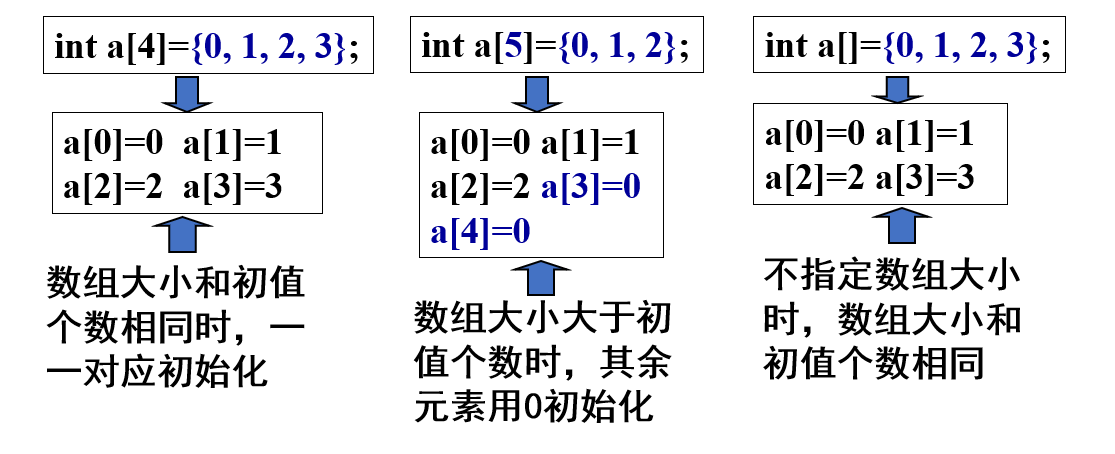 int a[4]={0, 1, 2, 3};
a[0]=0 a[1]=1
a[2]=2 a[3]=3
数组大小和初值
个数相同时，一
一对应初始化
int a[5]={0, 1, 2};
a[0]=0 a[1]=1
a[2]=2 a[3]=0
a[4]=0
数组大小大于初
值个数时，其余
元素用0初始化
int a[]={0, 1, 2, 3};
a[0]=0 a[1]=1
a[2]=2 a[3]=3
不指定数组大小
时，数组大小和
初值个数相同